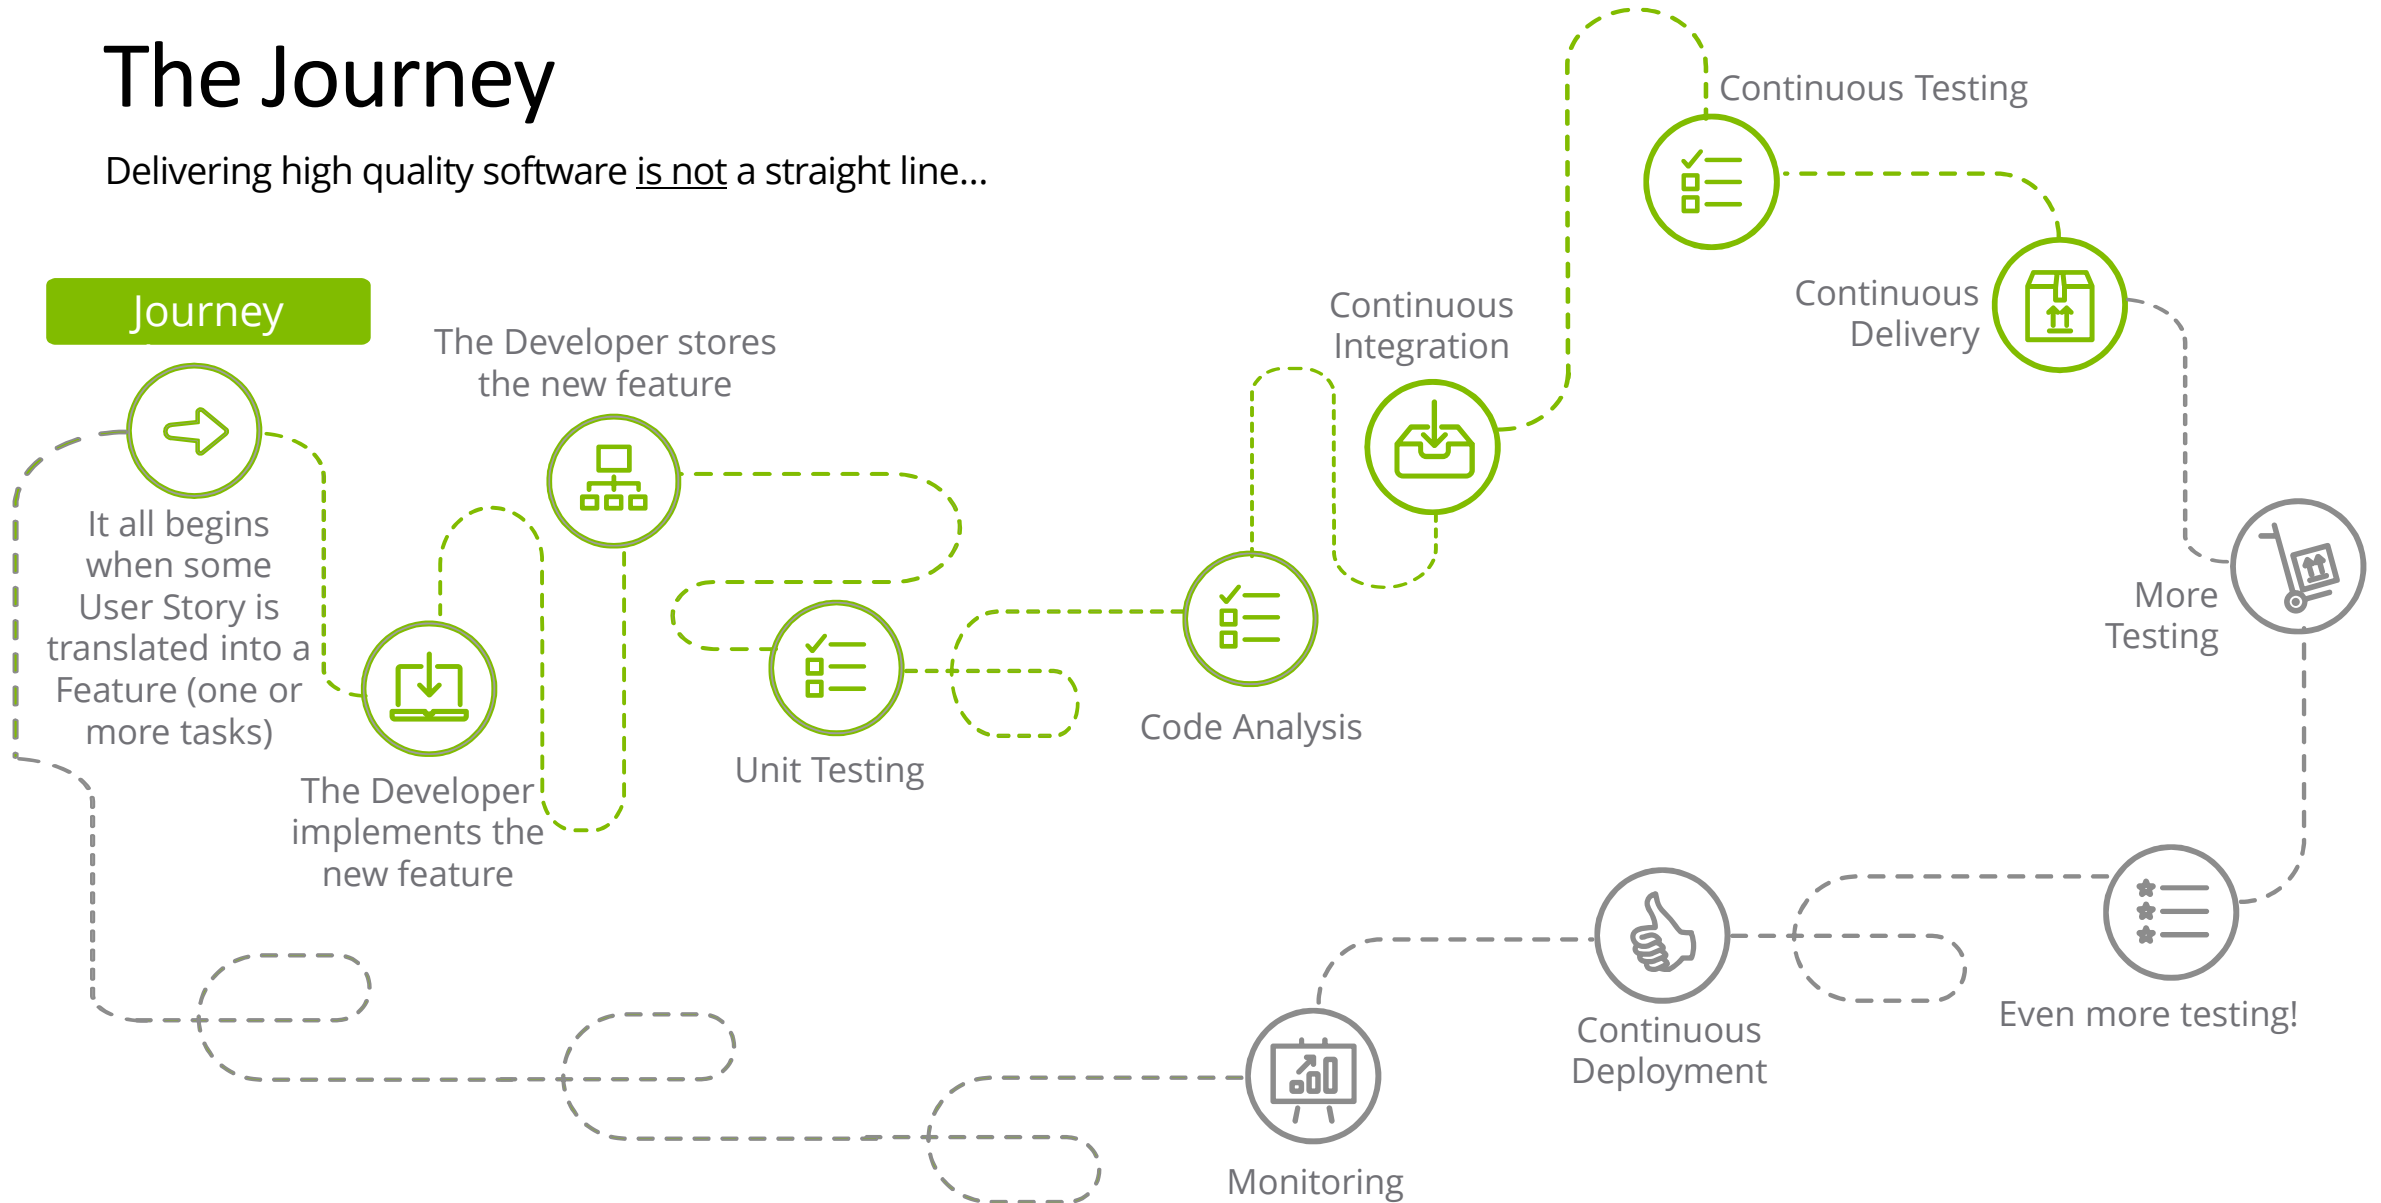 The Journey
Delivering high quality software is not a straight line...
Journey
It all begins
when some
User Story is
translated into a
Feature (one or
more tasks)
The Developer
implements the
new feature
The Developer stores
the new feature
Unit Testing
Code Analysis
Continuous
Integration
Continuous Testing
Continuous
Delivery
More
Testing
Even more testing!
Continuous
Deployment
Monitoring